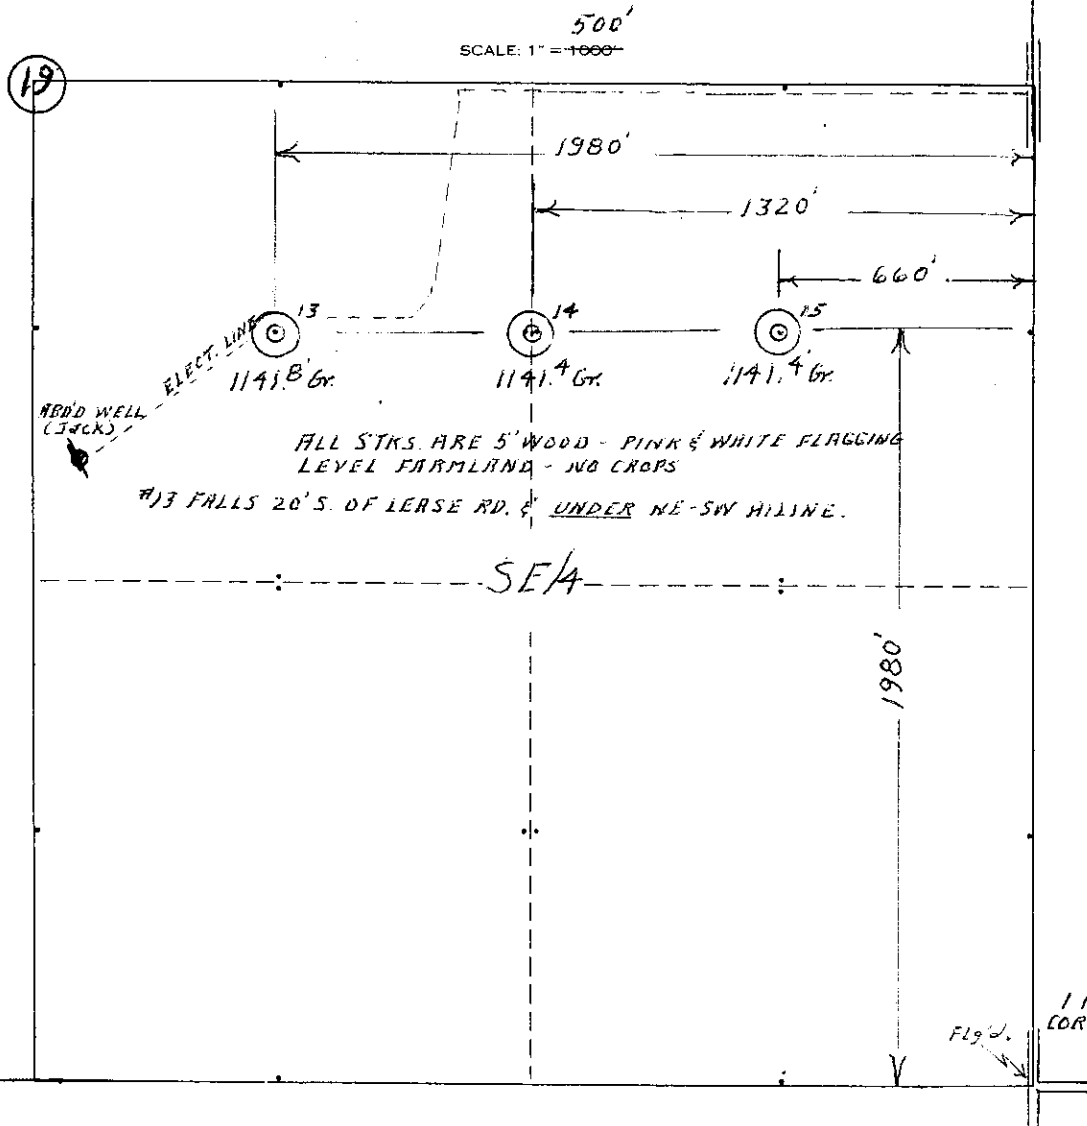 500'
SCALE: 1" = 1000'
19
1980'
1320'
660'
13
14
15
ELECT. LINE
1141.8' Gr.
1141.4 Gr.
1141.4' Gr.
ABD'D WELL
(JACK)
ALL STKS. ARE 5' WOOD - PINK & WHITE FLAGGING
LEVEL FARMLAND - NO CROPS
#13 FALLS 20' S. OF LEASE RD. & UNDER NE-SW HILINE.
SE/4
1980'
Flg'd.
11
COR